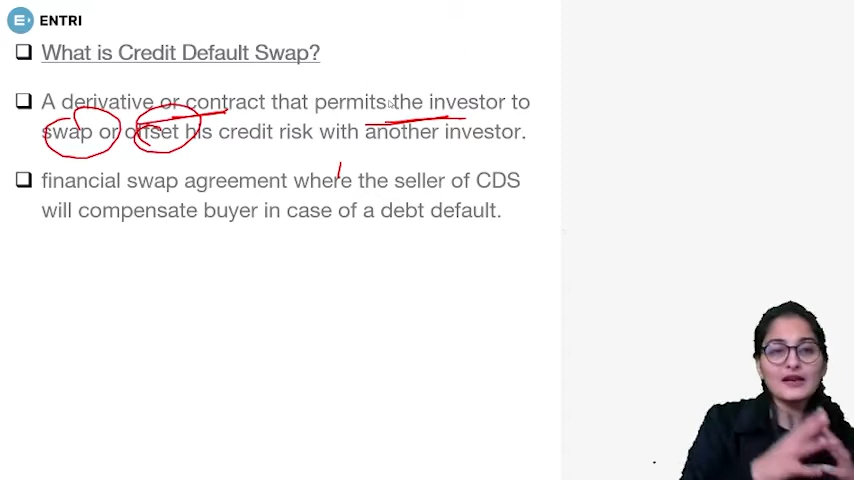 ENTRI
What is Credit Default Swap?
A derivative or contract that permits the investor to
swap or offset his credit risk with another investor.
financial swap agreement where the seller of CDS
will compensate buyer in case of a debt default.